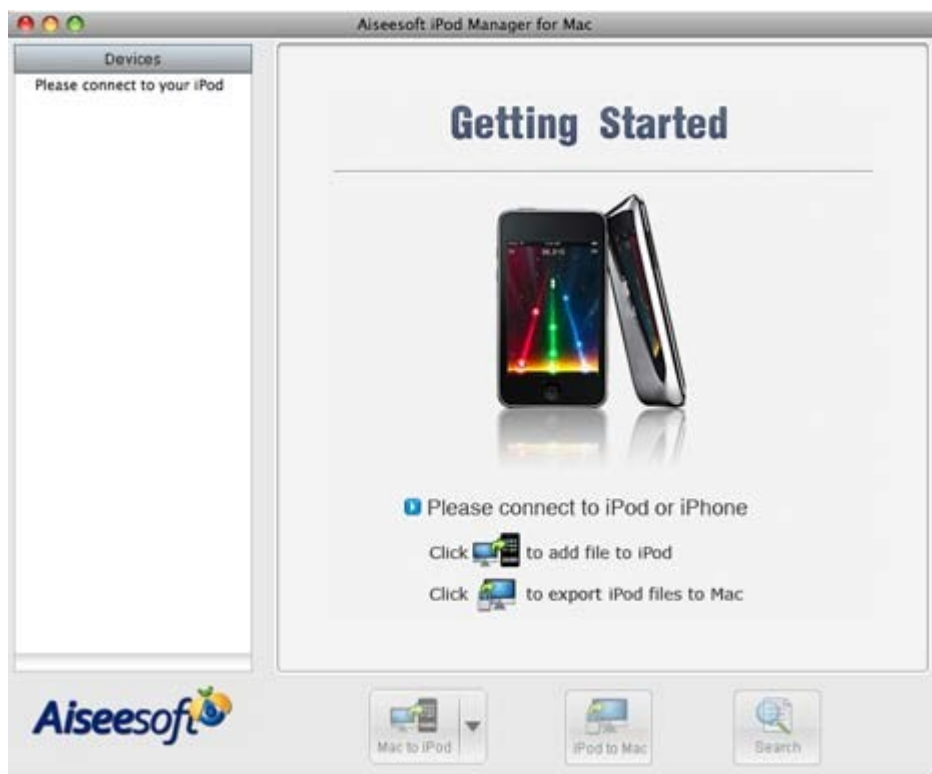 Aiseesoft iPod Manager for Mac
Devices
Please connect to your iPod
Getting Started
Please connect to iPod or iPhone
Click to add file to iPod
Click to export iPod files to Mac
Aiseesoft
Mac to iPod
iPod to Mac
Search